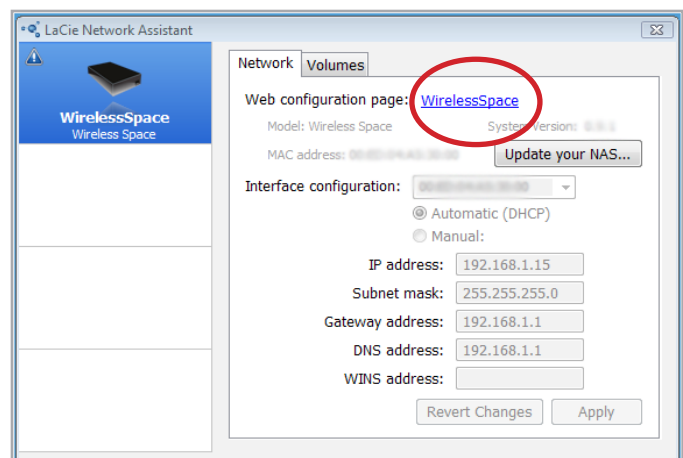 LaCie Network Assistant
WirelessSpace
Wireless Space
Network Volumes
Web configuration page: WirelessSpace
Model: Wireless Space System Version:
MAC address: Update your NAS...
Interface configuration:
Automatic (DHCP)
Manual:
IP address: 192.168.1.15
Subnet mask: 255.255.255.0
Gateway address: 192.168.1.1
DNS address: 192.168.1.1
WINS address:
Revert Changes Apply